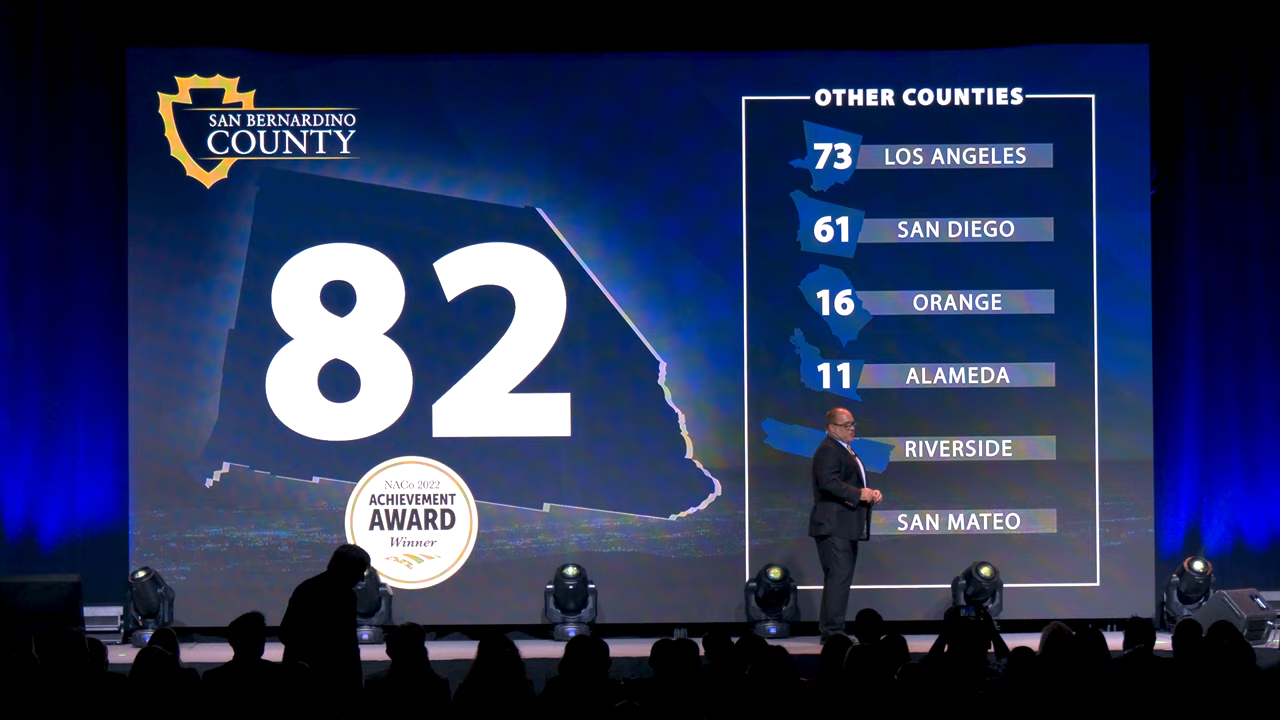 SAN BERNARDINO
COUNTY
82
NACo 2022
ACHIEVEMENT
AWARD
Winner
OTHER COUNTIES
73 LOS ANGELES
61 SAN DIEGO
16 ORANGE
11 ALAMEDA
RIVERSIDE
SAN MATEO